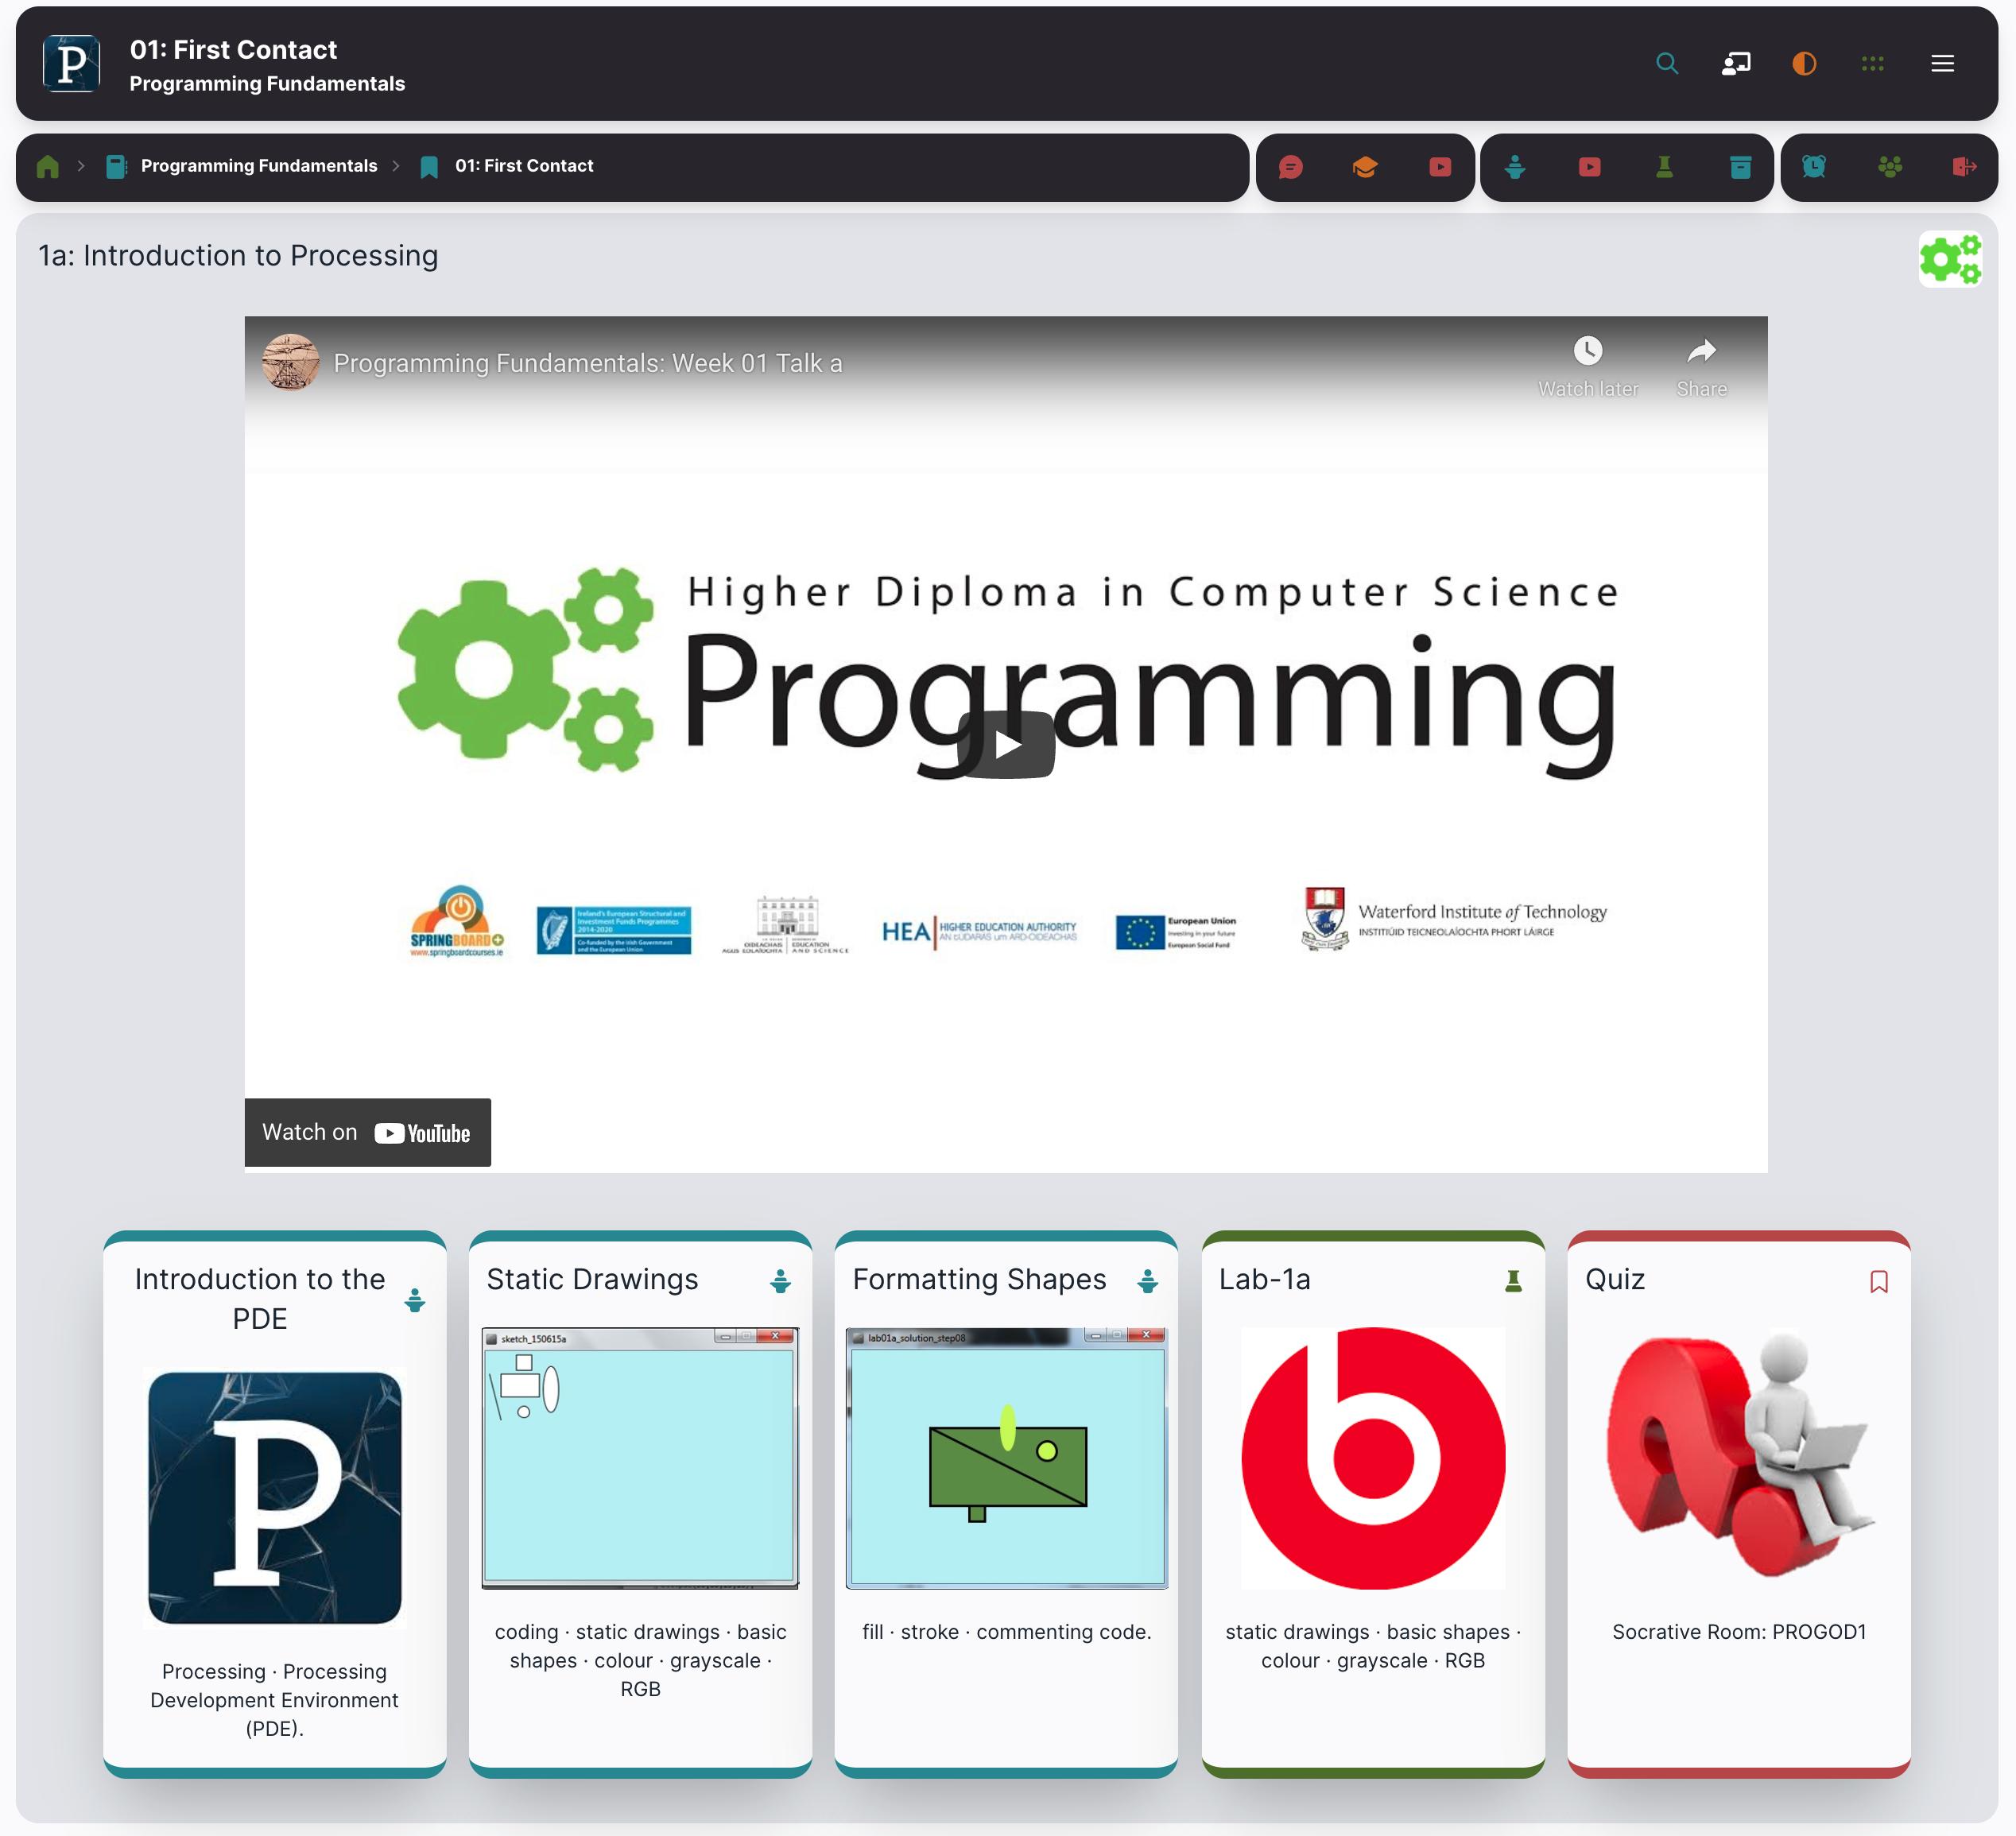 P
01: First Contact
Programming Fundamentals
Programming Fundamentals
01: First Contact
1a: Introduction to Processing
Programming Fundamentals: Week 01 Talk a
Watch later
Share
Higher Diploma in Computer Science
Programming
SPRINGBOARD+
www.springboardcourses.ie
Ireland's European Structural and
Investment Funds Programmes
2014-2020
Co-funded by the Irish Government
and the European Union
OIDEACHAIS | EDUCATION
AGUS EOLAÍOCHTA | AND SCIENCE
HEA HIGHER EDUCATION AUTHORITY
AN tÚDARÁS um ARD-OIDEACHAS
European Union
Investing in your future
European Social Fund
Waterford Institute of Technology
INSTITIÚID TEICNEOLAÍOCHTA PHORT LÁIRGE
Watch on YouTube
Introduction to the
PDE
P
Processing · Processing
Development Environment
(PDE).
Static Drawings
sketch_150615a
coding · static drawings · basic
shapes · colour · grayscale ·
RGB
Formatting Shapes
lab01a_solution_step08
fill · stroke · commenting code.
Lab-1a
b
static drawings · basic shapes ·
colour · grayscale · RGB
Quiz
Socrative Room: PROGOD1